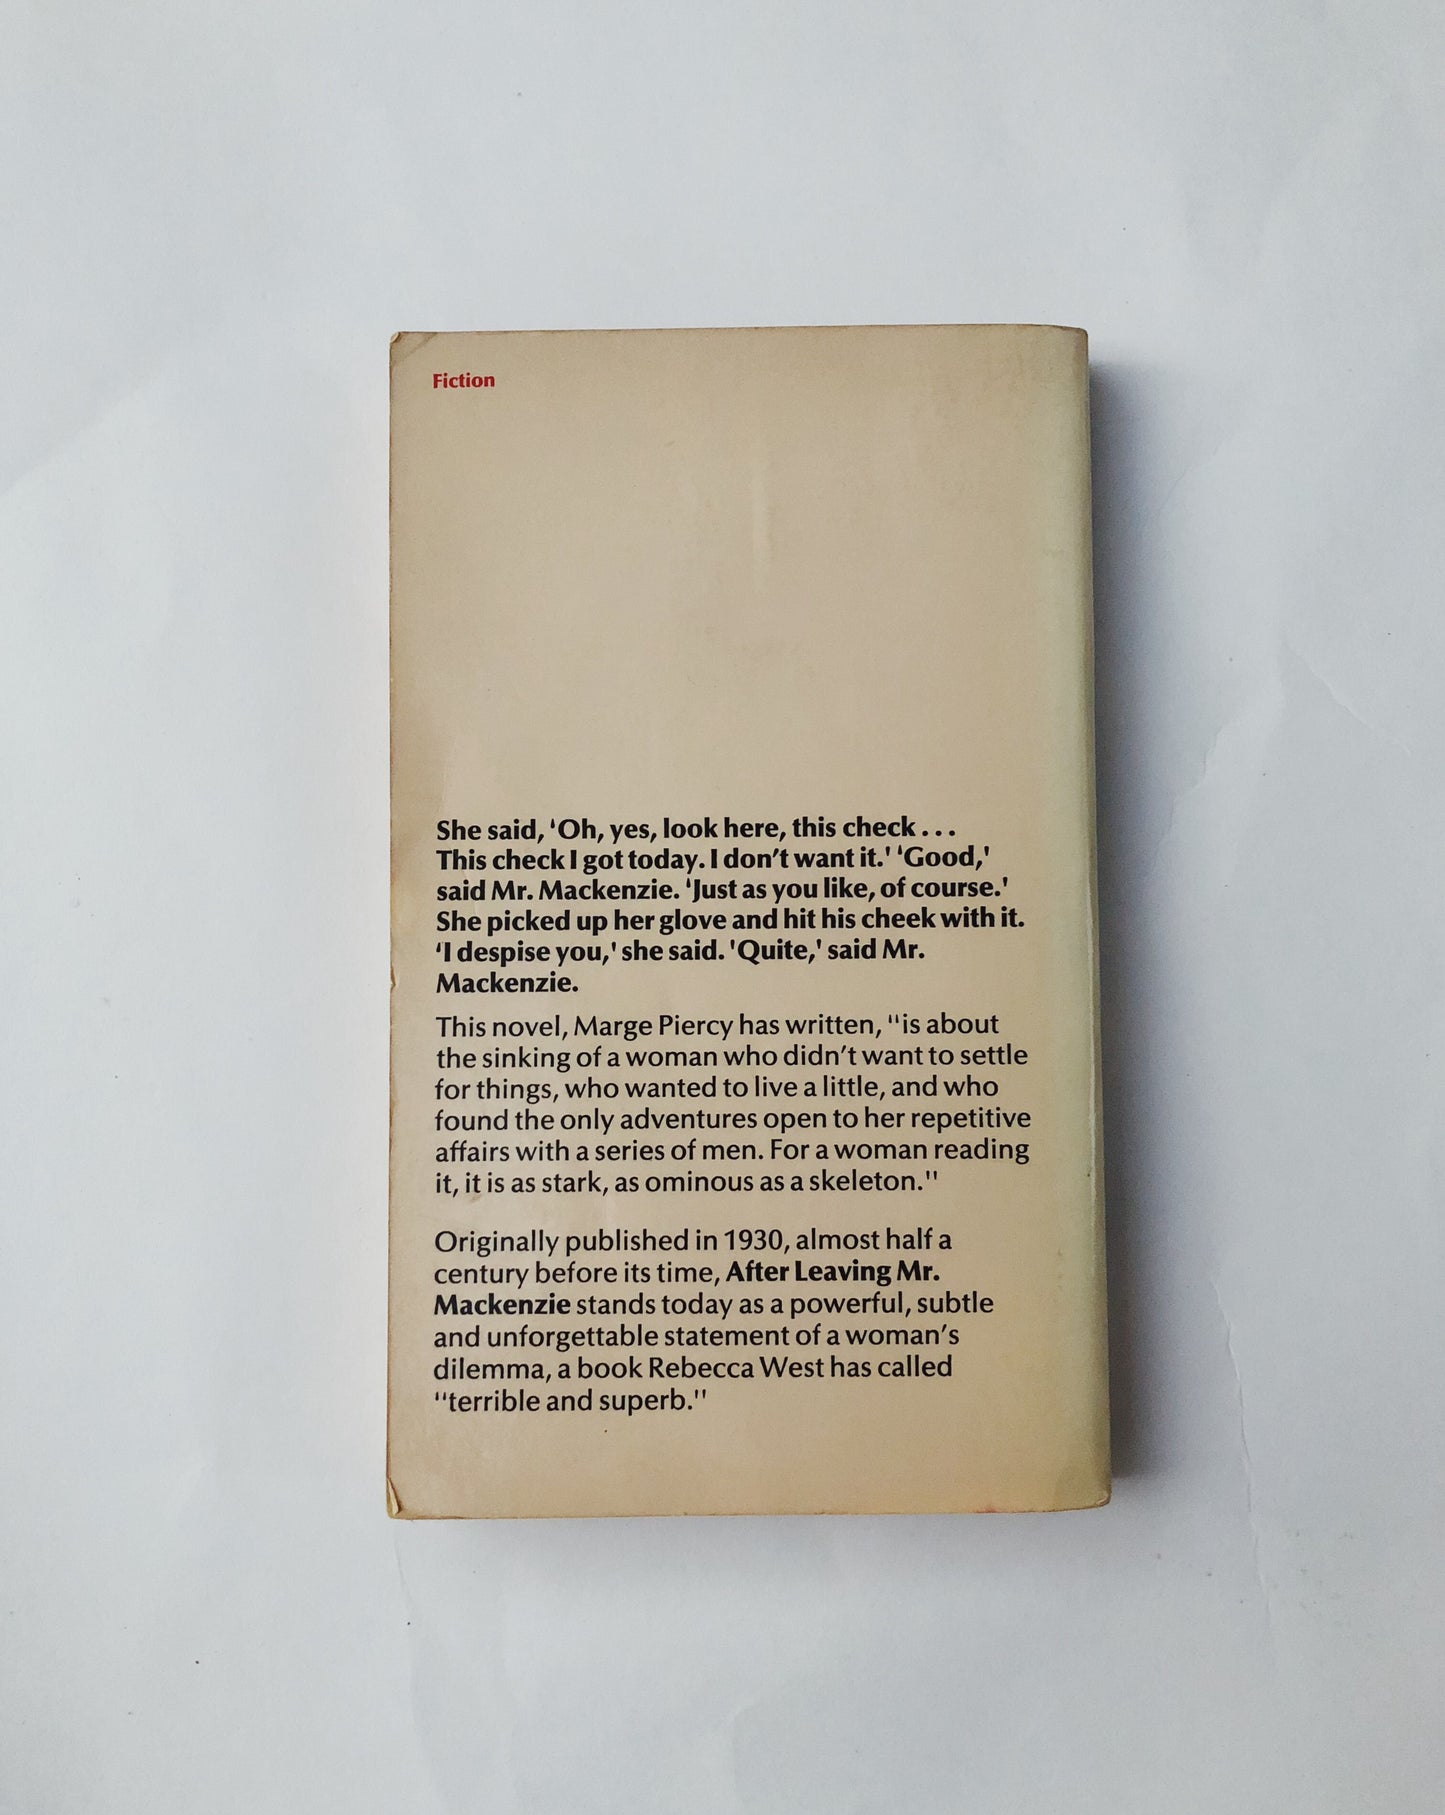 Fiction
She said, ‘Oh, yes, look here, this check . . .
This check I got today. I don’t want it.' ‘Good,'
said Mr. Mackenzie. ‘Just as you like, of course.'
She picked up her glove and hit his cheek with it.
‘I despise you,' she said. 'Quite,' said Mr.
Mackenzie.
This novel, Marge Piercy has written, "is about
the sinking of a woman who didn’t want to settle
for things, who wanted to live a little, and who
found the only adventures open to her repetitive
affairs with a series of men. For a woman reading
it, it is as stark, as ominous as a skeleton."
Originally published in 1930, almost half a
century before its time, After Leaving Mr.
Mackenzie stands today as a powerful, subtle
and unforgettable statement of a woman’s
dilemma, a book Rebecca West has called
"terrible and superb."